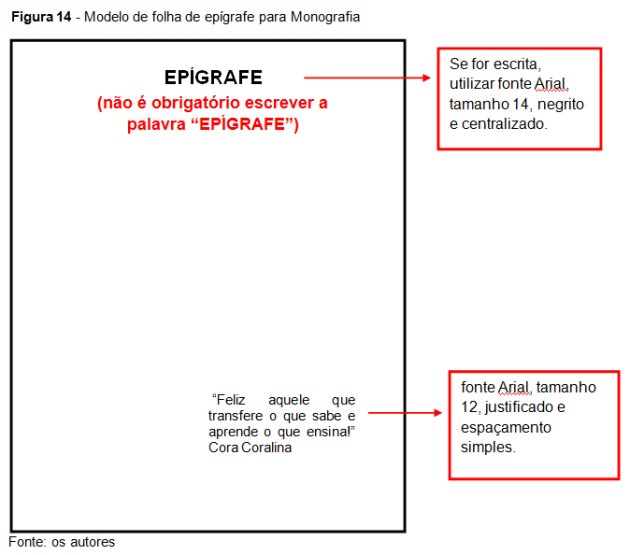 Figura 14 - Modelo de folha de epígrafe para Monografia
EPÍGRAFE
(não é obrigatório escrever a
palavra “EPÍGRAFE”)
Se for escrita,
utilizar fonte Arial,
tamanho 14, negrito
e centralizado.
“Feliz aquele que
transfere o que sabe e
aprende o que ensina!”
Cora Coralina
fonte Arial, tamanho
12, justificado e
espaçamento
simples.
Fonte: os autores